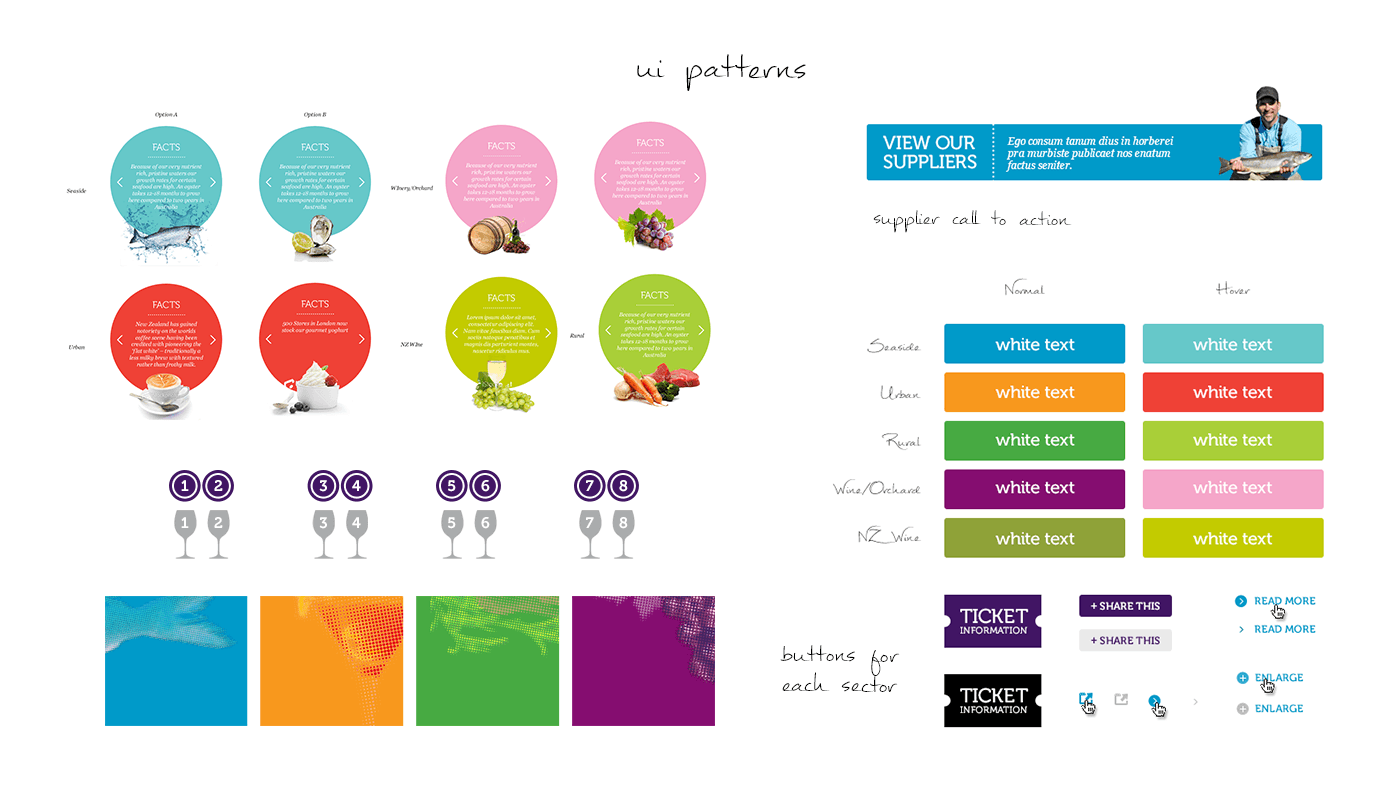 ui patterns
Option A
Option B
Seaside
FACTS
Because of our very nutrient
rich, pristine waters our
growth rates for certain
seafood are high. An oyster
takes 12-18 months to grow
here compared to two years in
Australia
FACTS
Because of our very nutrient
rich, pristine waters our
growth rates for certain
seafood are high. An oyster
takes 12-18 months to grow
here compared to two years in
Australia
Winery/Orchard
FACTS
Because of our very nutrient
rich, pristine waters our
growth rates for certain
seafood are high. An oyster
takes 12-18 months to grow
here compared to two years in
Australia
FACTS
Because of our very nutrient
rich, pristine waters our
growth rates for certain
seafood are high. An oyster
takes 12-18 months to grow
here compared to two years in
Australia
Urban
FACTS
New Zealand has gained
notoriety on the worlds
coffee scene having been
credited with pioneering the
'flat white' – traditionally a
less milky brew with textured
rather than frothy milk.
FACTS
300 Stores in London now
stock our gourmet yoghurt
NZ Wine
FACTS
Lorem ipsum dolor sit amet,
consectetur adipiscing elit.
Nam vitae faucibus diam. Cum
sociis natoque penatibus et
magnis dis parturient montes,
nascetur ridiculus mus.
Rural
FACTS
Because of our very nutrient
rich, pristine waters our
growth rates for certain
seafood are high. An oyster
takes 12-18 months to grow
here compared to two years in
Australia
1 2 3 4 5 6 7 8
1 2 3 4 5 6 7 8
VIEW OUR
SUPPLIERS
Ego consum tanum dius in horberei
pra murbiste publicaet nos enatum
factus senifer.
supplier call to action
Normal
Hover
Seaside
white text
white text
Urban
white text
white text
Rural
white text
white text
Wine/Orchard
white text
white text
NZ Wine
white text
white text
buttons for
each sector
TICKET
INFORMATION
+ SHARE THIS
READ MORE
+ SHARE THIS
READ MORE
TICKET
INFORMATION
ENLARGE
ENLARGE